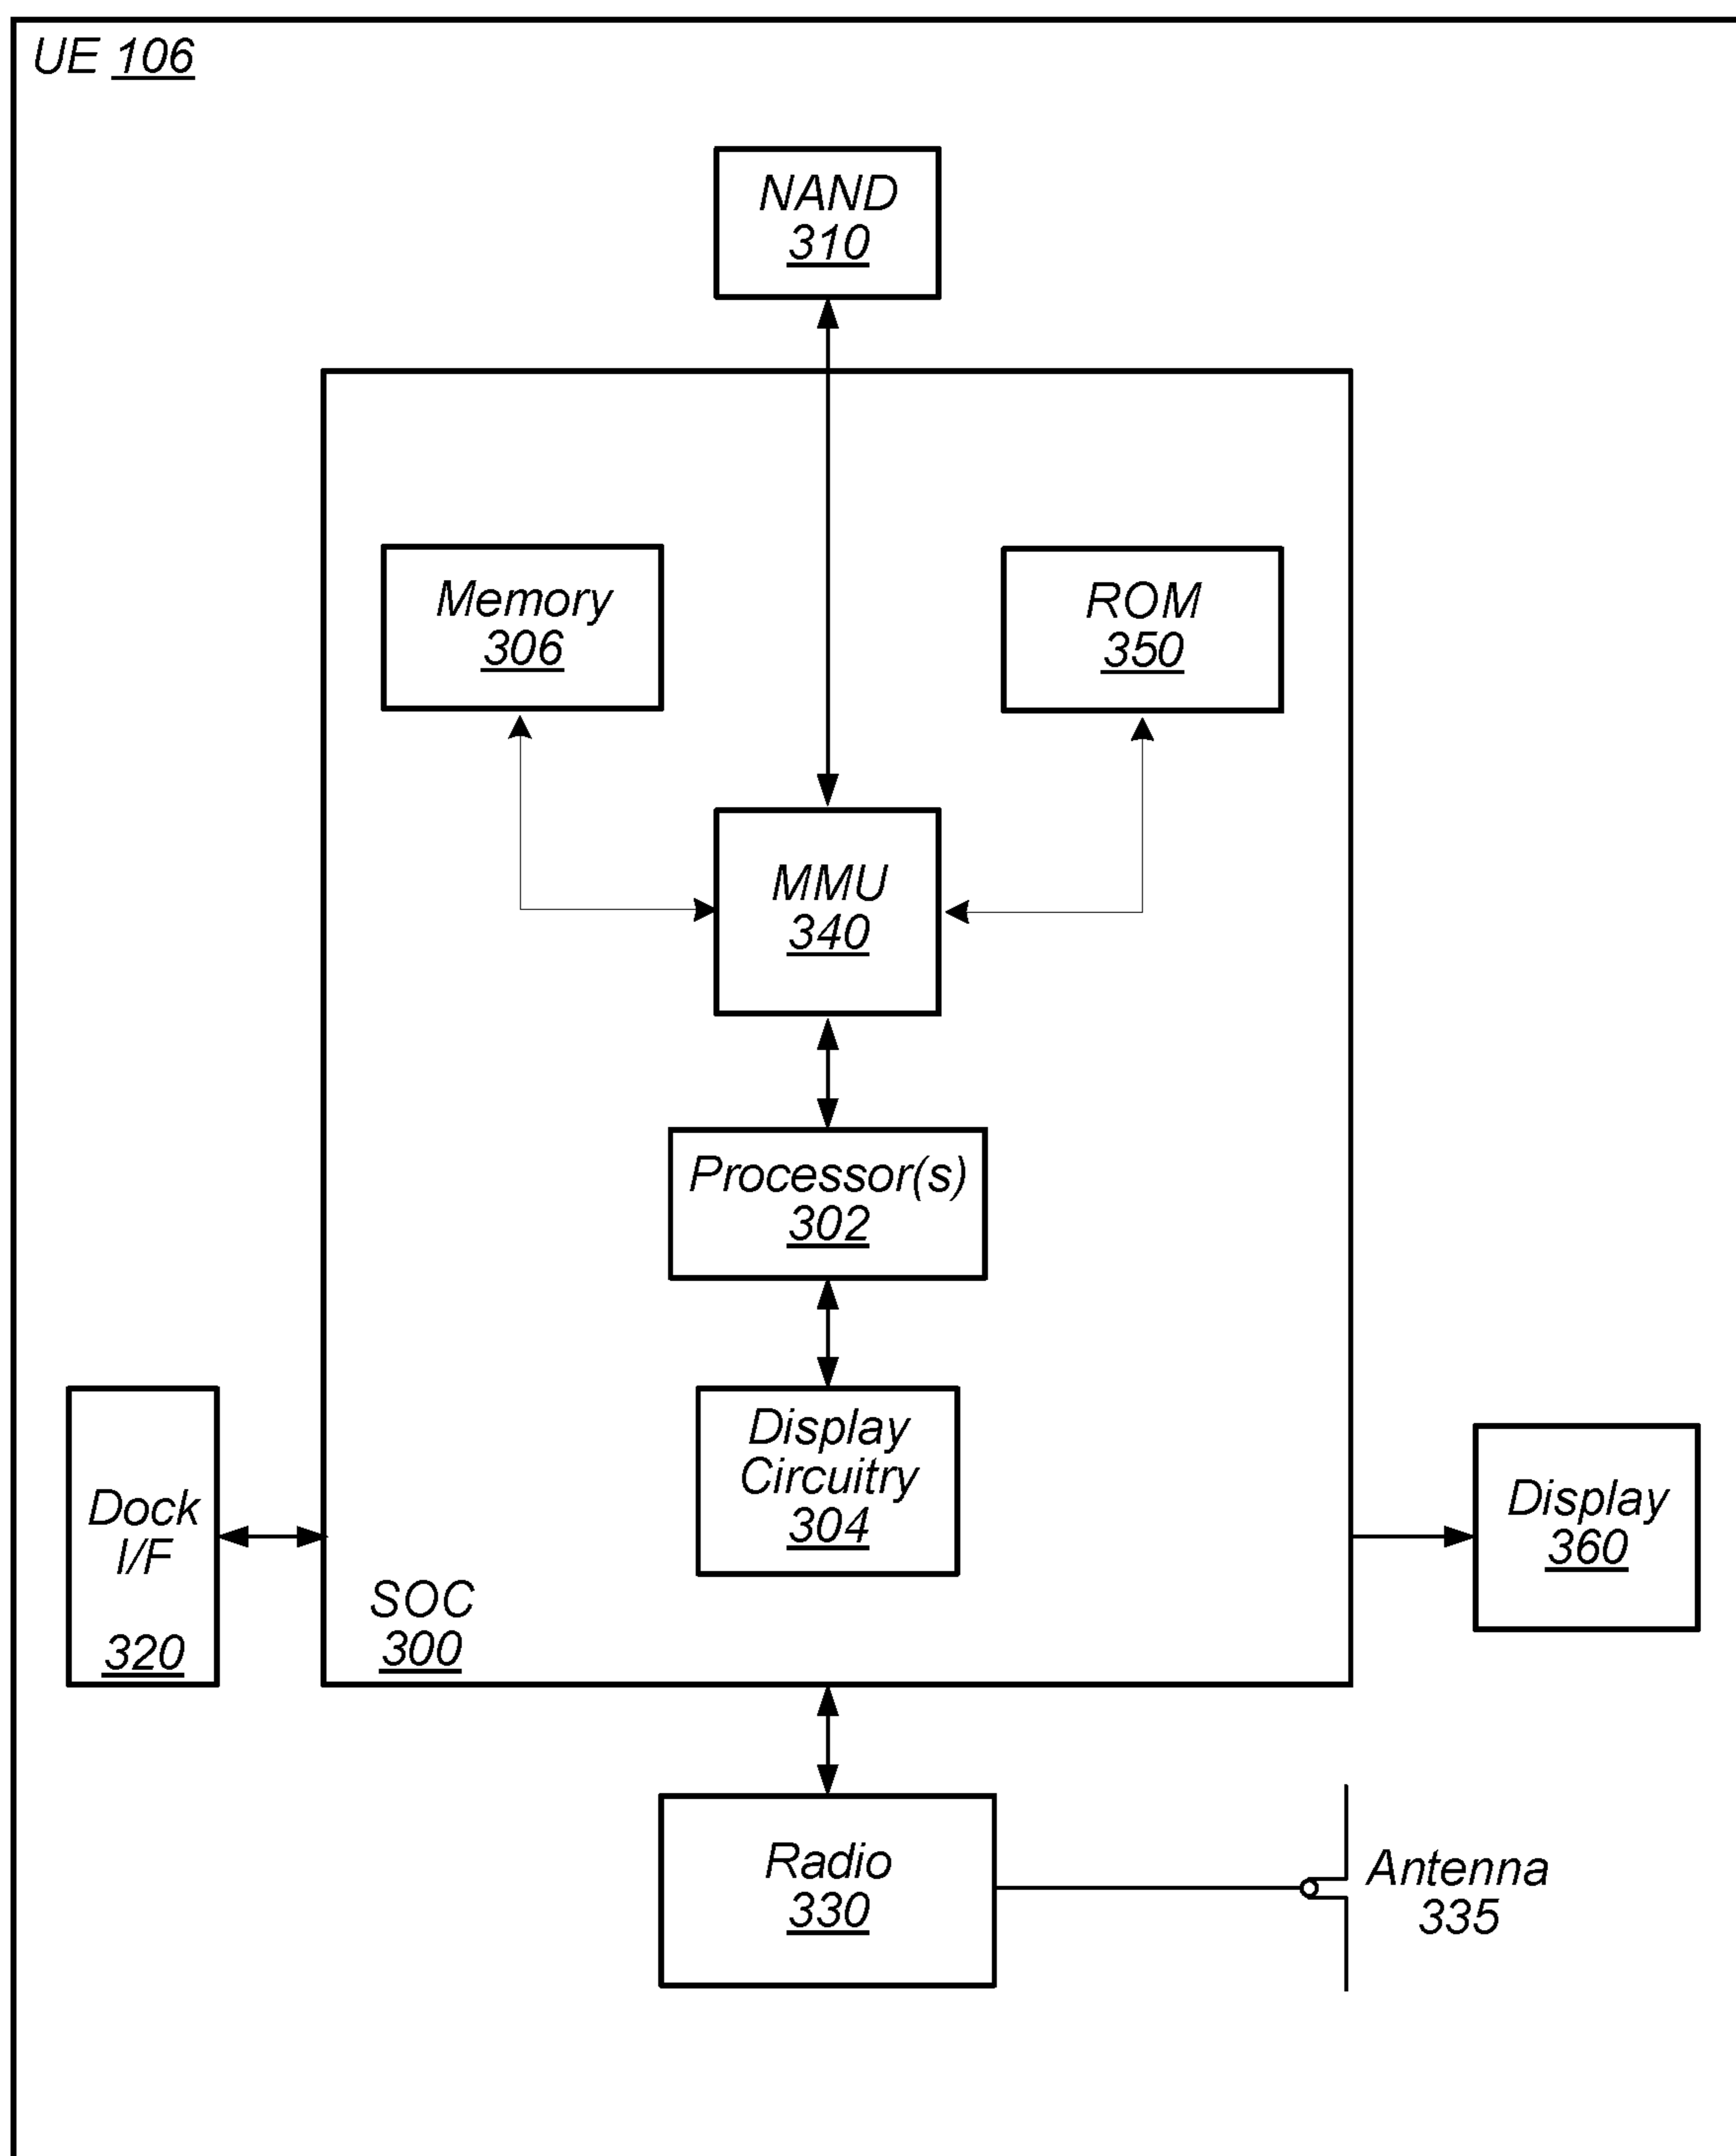 UE 106
NAND
310
Memory
306
ROM
350
MMU
340
Processor(s)
302
Display
Circuitry
304
Dock
I/F
320
SOC
300
Display
360
Radio
330
Antenna
335